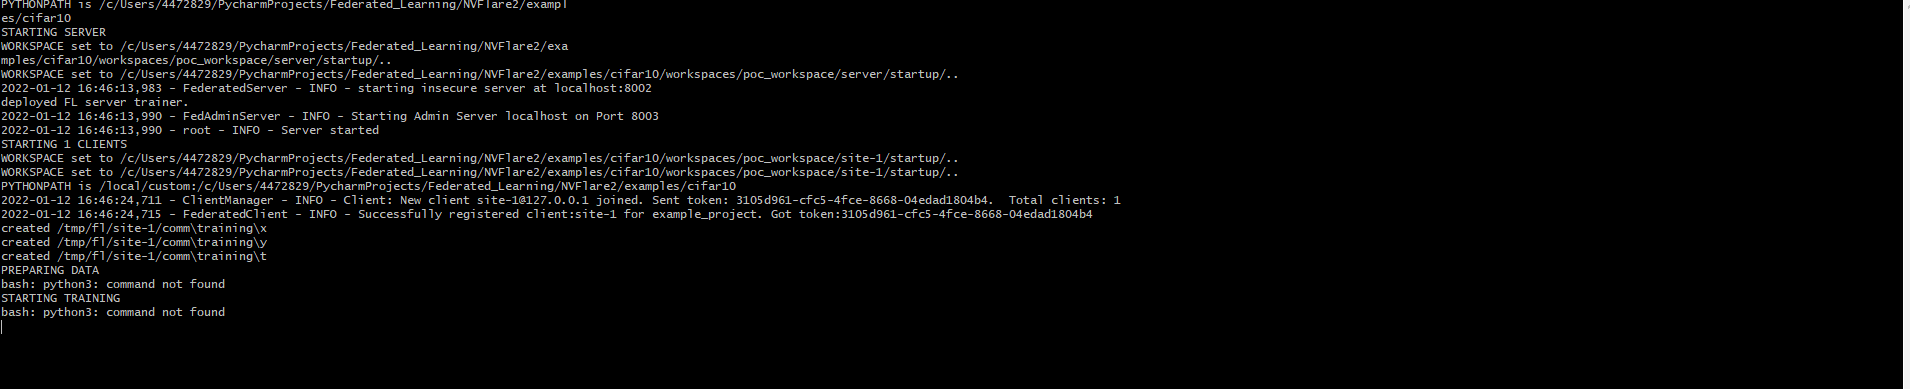 PYTHONPATH is /c/Users/4472829/PycharmProjects/Federated_Learning/NVFlare2/exampl
es/cifar10
STARTING SERVER
WORKSPACE set to /c/Users/4472829/PycharmProjects/Federated_Learning/NVFlare2/exa
mples/cifar10/workspaces/poc_workspace/server/startup/..
WORKSPACE set to /c/Users/4472829/PycharmProjects/Federated_Learning/NVFlare2/examples/cifar10/workspaces/poc_workspace/server/startup/..
2022-01-12 16:46:13,983 - FederatedServer - INFO - starting insecure server at localhost:8002
deployed FL server trainer.
2022-01-12 16:46:13,990 - FedAdminServer - INFO - Starting Admin Server localhost on Port 8003
2022-01-12 16:46:13,990 - root - INFO - Server started
STARTING 1 CLIENTS
WORKSPACE set to /c/Users/4472829/PycharmProjects/Federated_Learning/NVFlare2/examples/cifar10/workspaces/poc_workspace/site-1/startup/..
WORKSPACE set to /c/Users/4472829/PycharmProjects/Federated_Learning/NVFlare2/examples/cifar10/workspaces/poc_workspace/site-1/startup/..
PYTHONPATH is /local/custom:/c/Users/4472829/PycharmProjects/Federated_Learning/NVFlare2/examples/cifar10
2022-01-12 16:46:24,711 - ClientManager - INFO - Client: New client site-1@127.0.0.1 joined. Sent token: 3105d961-cfc5-4fce-8668-04edad1804b4.  Total clients: 1
2022-01-12 16:46:24,715 - FederatedClient - INFO - Successfully registered client:site-1 for example_project. Got token:3105d961-cfc5-4fce-8668-04edad1804b4
created /tmp/fl/site-1/comm\training\x
created /tmp/fl/site-1/comm\training\y
created /tmp/fl/site-1/comm\training\t
PREPARING DATA
bash: python3: command not found
STARTING TRAINING
bash: python3: command not found